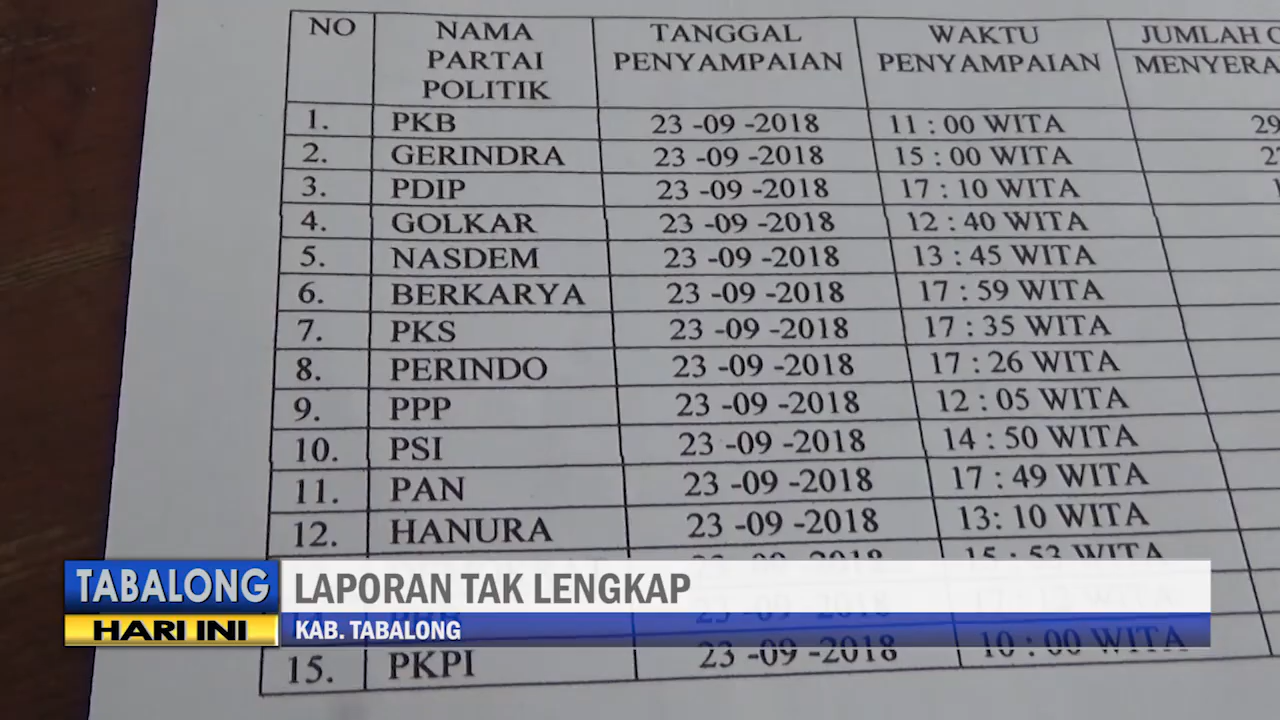 NO NAMA PARTAI POLITIK TANGGAL PENYAMPAIAN WAKTU PENYAMPAIAN JUMLAH
1. PKB 23 -09 -2018 11 : 00 WITA 29
2. GERINDRA 23 -09 -2018 15 : 00 WITA
3. PDIP 23 -09 -2018 17 : 10 WITA
4. GOLKAR 23 -09 -2018 12 : 40 WITA
5. NASDEM 23 -09 -2018 13 : 45 WITA
6. BERKARYA 23 -09 -2018 17 : 59 WITA
7. PKS 23 -09 -2018 17 : 35 WITA
8. PERINDO 23 -09 -2018 17 : 26 WITA
9. PPP 23 -09 -2018 12 : 05 WITA
10. PSI 23 -09 -2018 14 : 50 WITA
11. PAN 23 -09 -2018 17 : 49 WITA
12. HANURA 23 -09 -2018 13: 10 WITA
15 : 53 WITA
23 -09 -2018
15. PKPI 23 -09 -2018 10 : 00 WITA
TABALONG
HARI INI
LAPORAN TAK LENGKAP
KAB. TABALONG